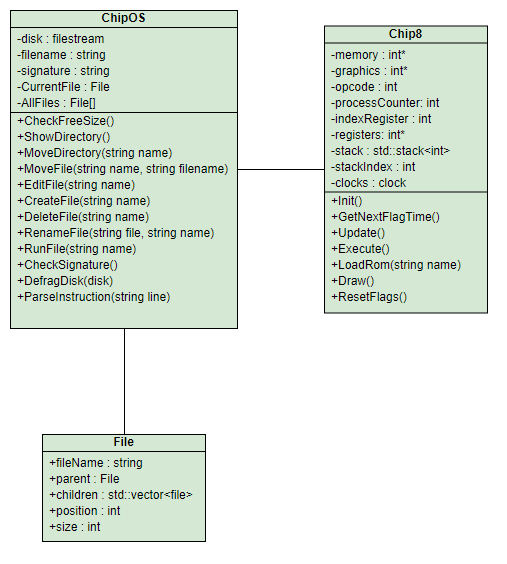 ChipOS
-disk : filestream
-filename : string
-signature : string
-CurrentFile : File
-AllFiles : File[]
+CheckFreeSize()
+ShowDirectory()
+MoveDirectory(string name)
+MoveFile(string name, string filename)
+EditFile(string name)
+CreateFile(string name)
+DeleteFile(string name)
+RenameFile(string file, string name)
+RunFile(string name)
+CheckSignature()
+DefragDisk(disk)
+ParseInstruction(string line)
Chip8
-memory : int*
-graphics : int*
-opcode : int
-processCounter: int
-indexRegister : int
-registers: int*
-stack : std::stack<int>
-stackIndex : int
-clocks : clock
+Init()
+GetNextFlagTime()
+Update()
+Execute()
+LoadRom(string name)
+Draw()
+ResetFlags()
File
+fileName : string
+parent : File
+children : std::vector<file>
+position : int
+size : int